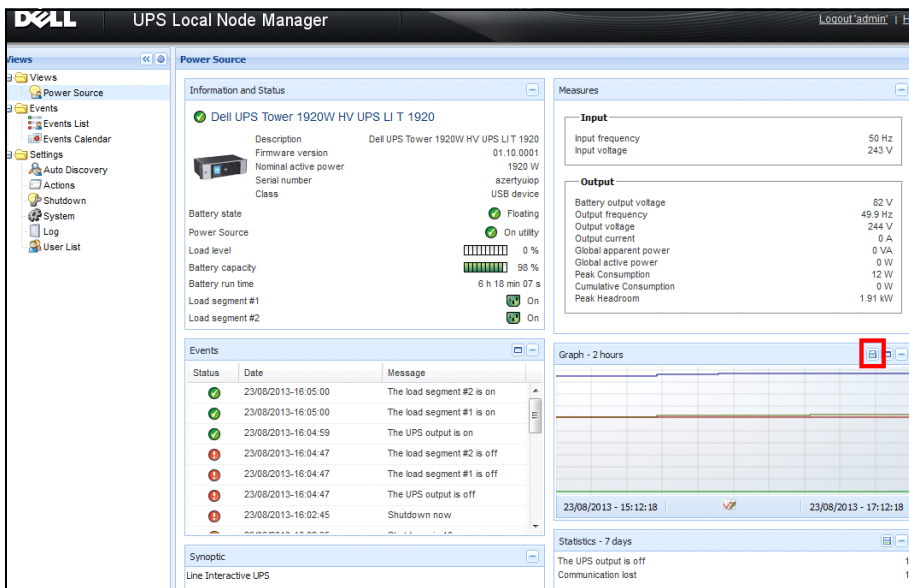 DELL UPS Local Node Manager
Logout 'admin' | H
Views
Views
Power Source
Events
Events List
Events Calendar
Settings
Auto Discovery
Actions
Shutdown
System
Log
User List
Power Source
Information and Status
Dell UPS Tower 1920W HV UPS LI T 1920
Description Dell UPS Tower 1920W HV UPS LI T 1920
Firmware version 01.10.0001
Nominal active power 1920 W
Serial number azertyuiop
Class USB device
Battery state Floating
Power Source On utility
Load level 0 %
Battery capacity 98 %
Battery run time 6 h 18 min 07 s
Load segment #1 On
Load segment #2 On
Events
Status Date Message
23/08/2013-16:05:00 The load segment #2 is on
23/08/2013-16:05:00 The load segment #1 is on
23/08/2013-16:04:59 The UPS output is on
23/08/2013-16:04:47 The load segment #2 is off
23/08/2013-16:04:47 The load segment #1 is off
23/08/2013-16:04:47 The UPS output is off
23/08/2013-16:02:45 Shutdown now
Synoptic
Line Interactive UPS
Measures
Input
Input frequency 50 Hz
Input voltage 243 V
Output
Battery output voltage 82 V
Output frequency 49.9 Hz
Output voltage 244 V
Output current 0 A
Global apparent power 0 VA
Global active power 0 W
Peak Consumption 12 W
Cumulative Consumption 0 W
Peak Headroom 1.91 kW
Graph - 2 hours
23/08/2013 - 15:12:18 23/08/2013 - 17:12:18
Statistics - 7 days
The UPS output is off 1
Communication lost 1